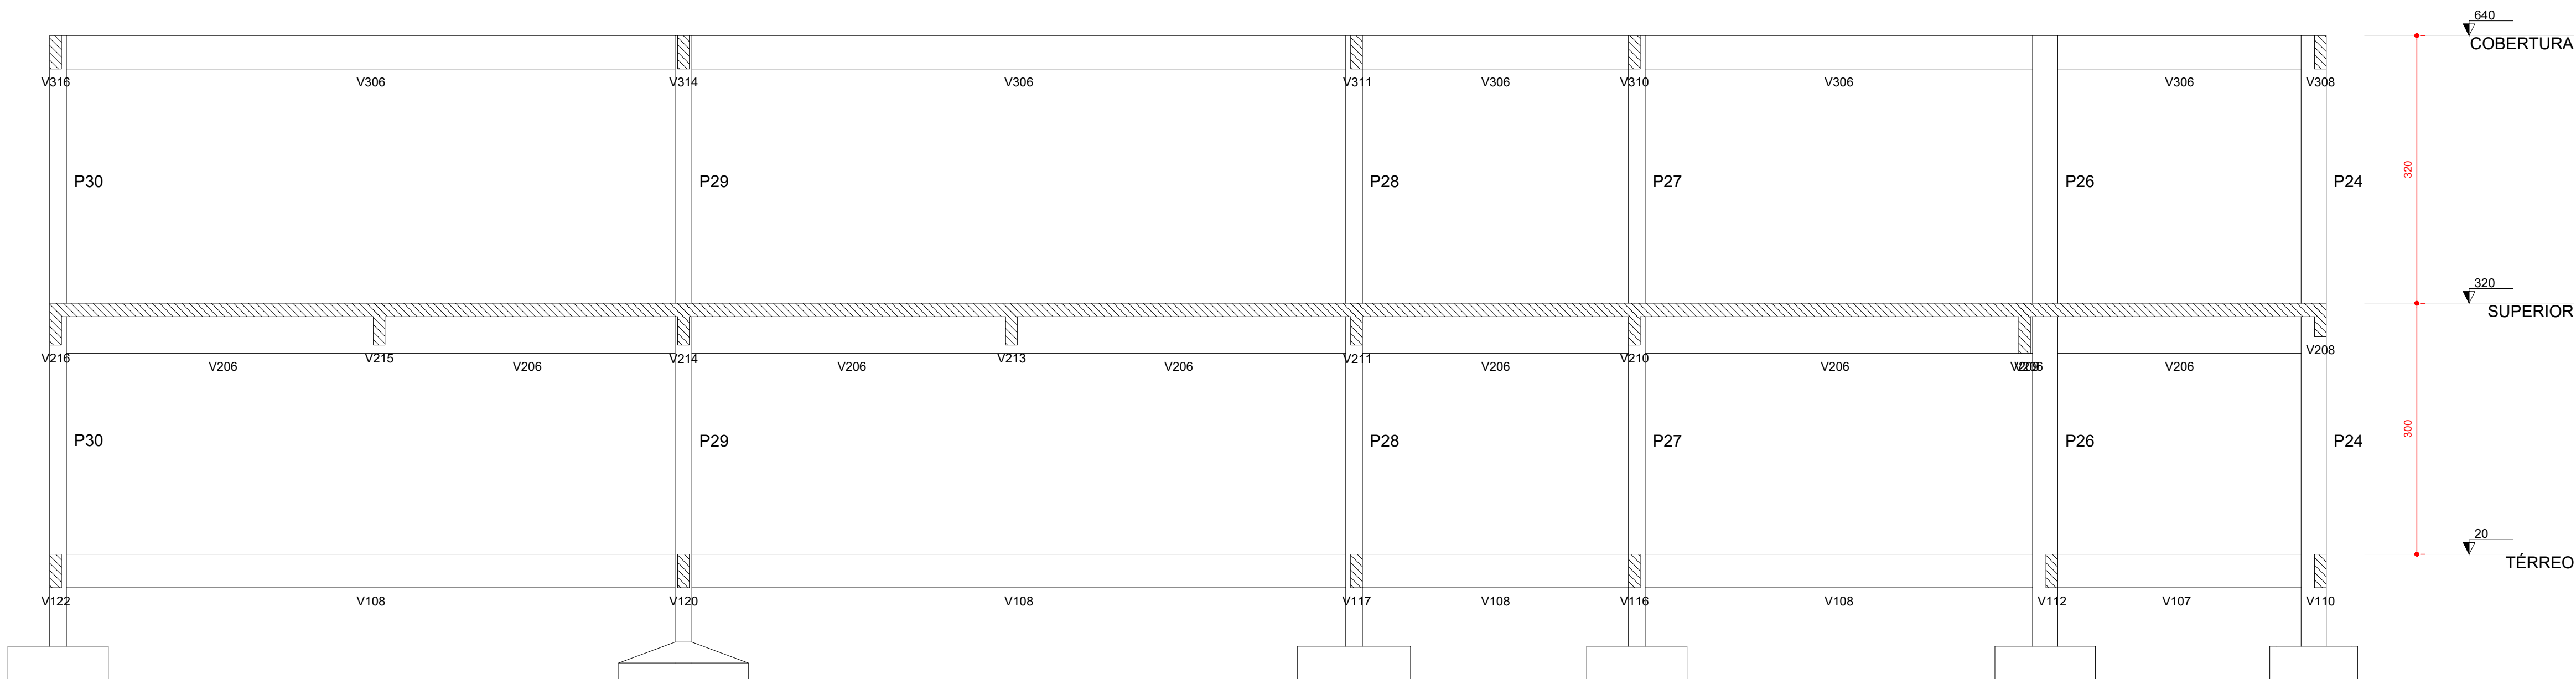 640
COBERTURA
V316 V306 V314 V306 V311 V306 V310 V306 V306 V308
P30 P29 P28 P27 P26 P24
320
320
SUPERIOR
V216 V206 V215 V206 V214 V206 V213 V206 V211 V206 V210 V206 V209 V206 V206 V208
P30 P29 P28 P27 P26 P24
300
20
TÉRREO
V122 V108 V120 V108 V117 V108 V116 V108 V112 V107 V110